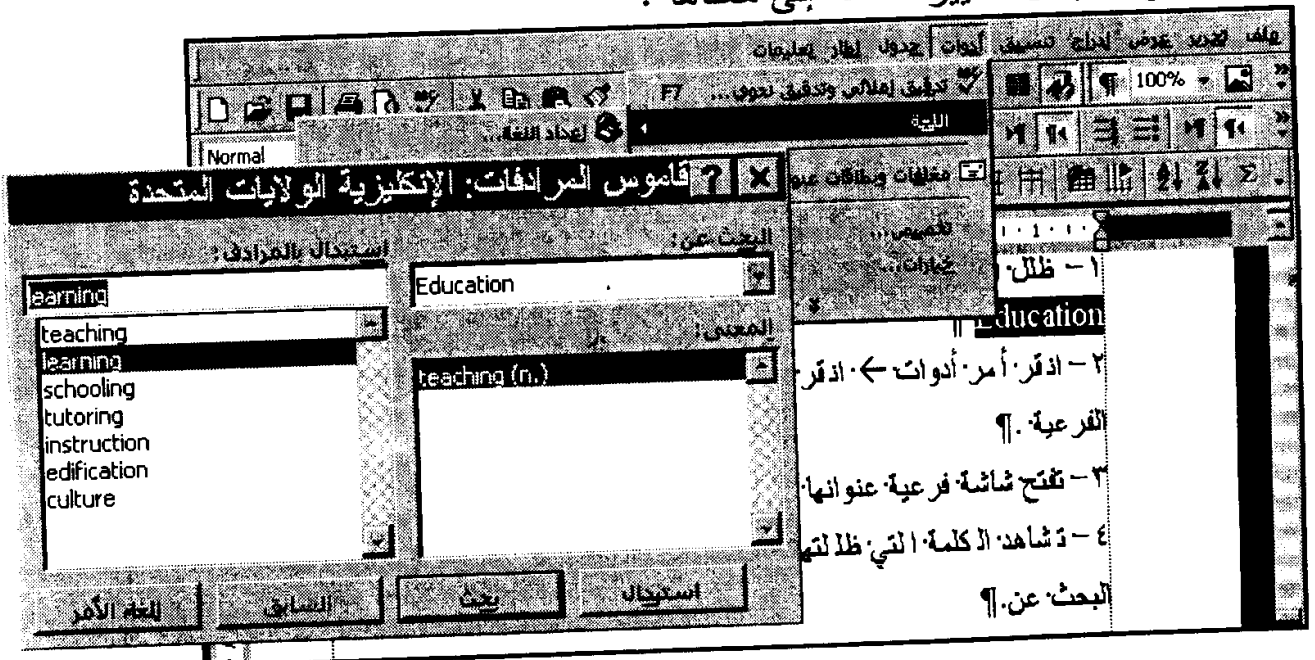 ملف تحرير عرض إدراج تنسيق أدوات جدول إطار تعليمات
100%
تدقيق إملائي وتدقيق نحوي... F7
اللغة
إعداد اللغة...
Normal
مغلفات وبطاقات
تخصيص...
خيارات...
قاموس المرادفات: الإنكليزية الولايات المتحدة
البحث عن:
Education
المعنى:
teaching (n.)
استبدال بالمرادف:
learning
teaching
learning
schooling
tutoring
instruction
edification
culture
استبدال
بحث
السابق
إلغاء الأمر
١ – ظلل
Education ¶
٢ – انقر أمر أدوات ← انقر
الفرعية. ¶
٣ – تفتح شاشة فرعية عنوانها
٤ – تشاهد الكلمة التي ظللتها
البحث عن. ¶